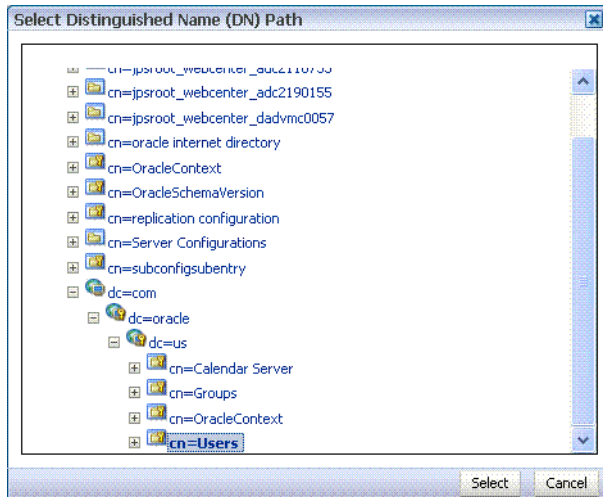 Select Distinguished Name (DN) Path
cn=jpsroot_webcenter_adc2110755
cn=jpsroot_webcenter_adc2190155
cn=jpsroot_webcenter_dadvmc0057
cn=oracle internet directory
cn=OracleContext
cn=OracleSchemaVersion
cn=replication configuration
cn=Server Configurations
cn=subconfigsubentry
dc=com
dc=oracle
dc=us
cn=Calendar Server
cn=Groups
cn=OracleContext
cn=Users
Select Cancel